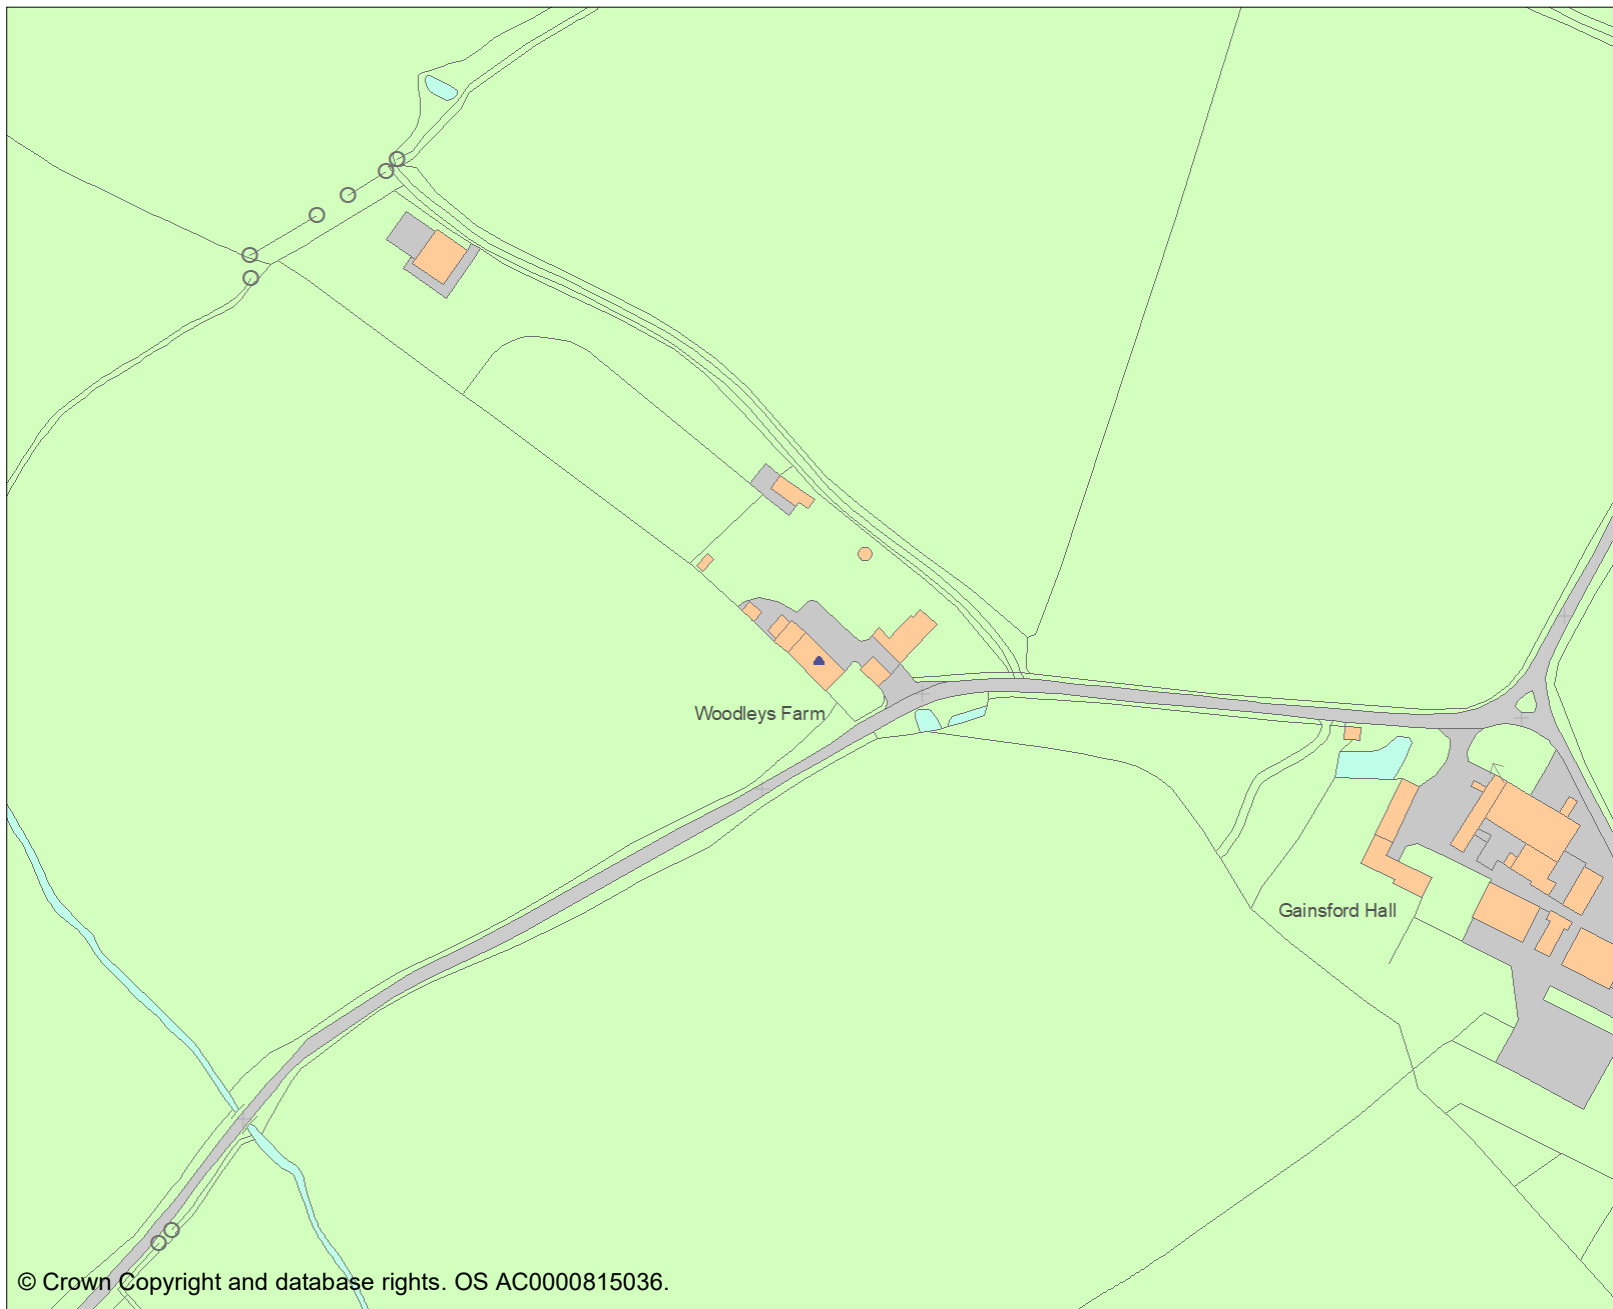 Woodleys Farm
Gainsford Hall
© Crown Copyright and database rights. OS AC0000815036.